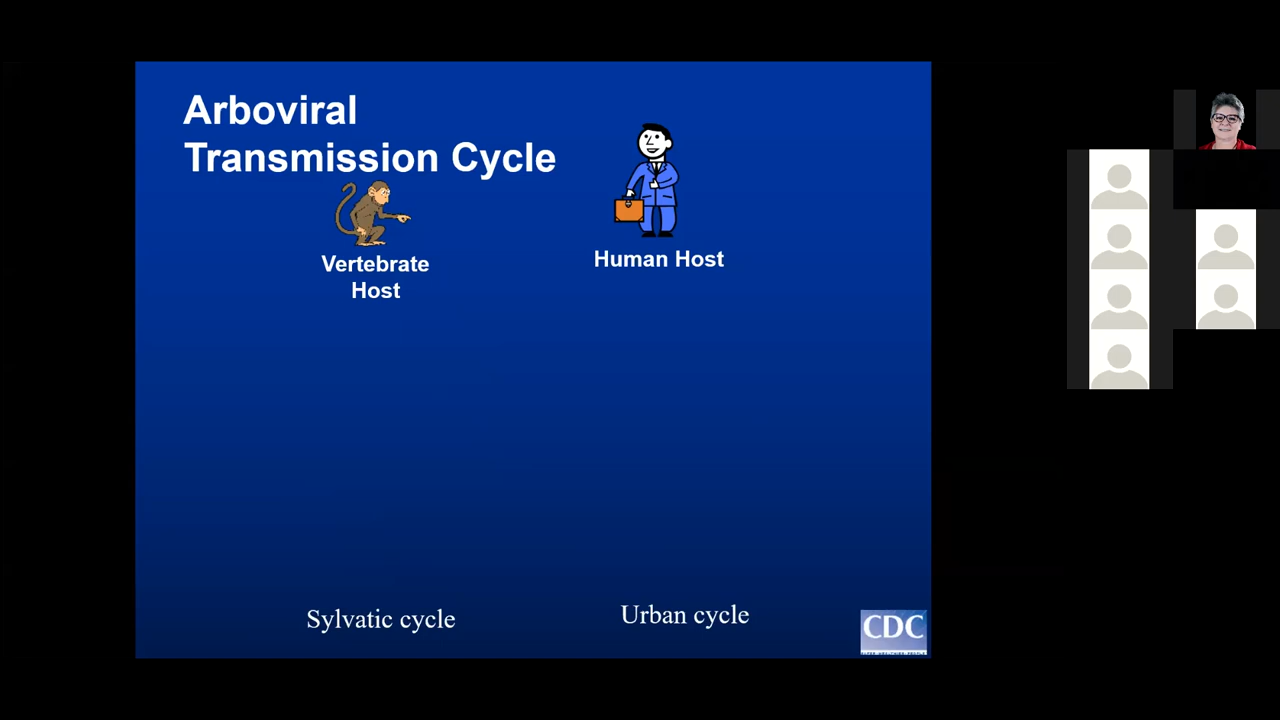 Arboviral
Transmission Cycle
Vertebrate
Host
Human Host
Sylvatic cycle
Urban cycle
CDC